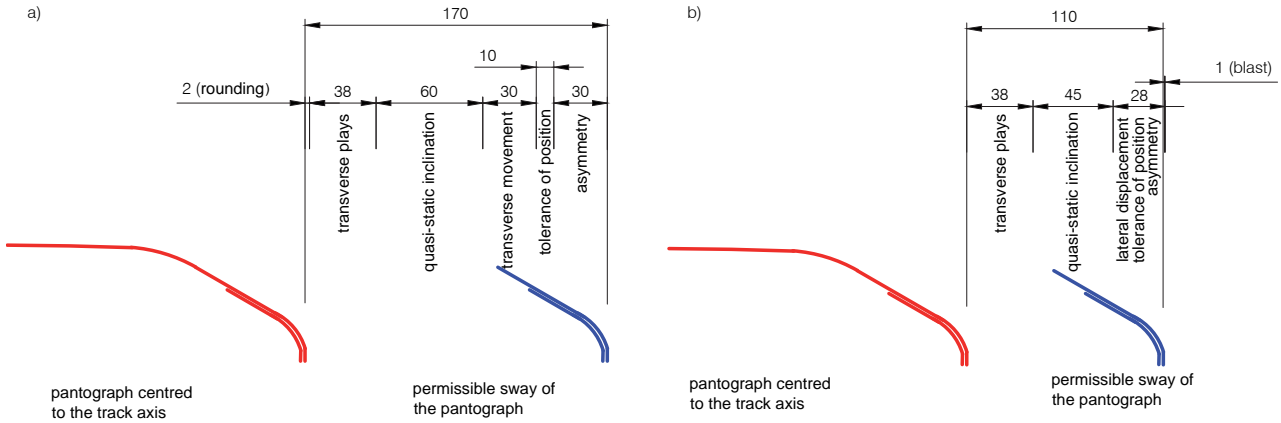 a)
170
10
2 (rounding)
38
60
30
30
transverse plays
quasi-static inclination
transverse movement
tolerance of position
asymmetry
pantograph centred
to the track axis
permissible sway of
the pantograph
b)
110
1 (blast)
38
45
28
transverse plays
quasi-static inclination
lateral displacement
tolerance of position
asymmetry
pantograph centred
to the track axis
permissible sway of
the pantograph